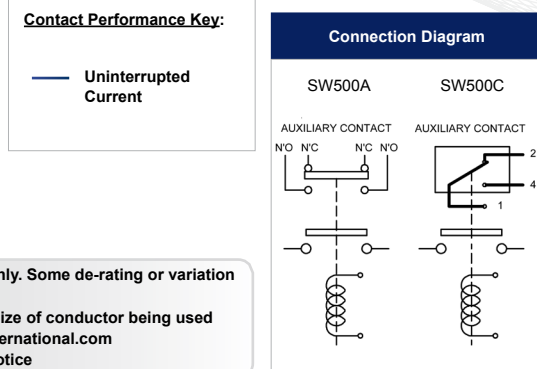 Contact Performance Key:
Uninterrupted
Current
Connection Diagram
SW500A SW500C
AUXILIARY CONTACT AUXILIARY CONTACT
N'O N'C N'C N'O
2
4
1
nly. Some de-rating or variation
ize of conductor being used
ernational.com
otice